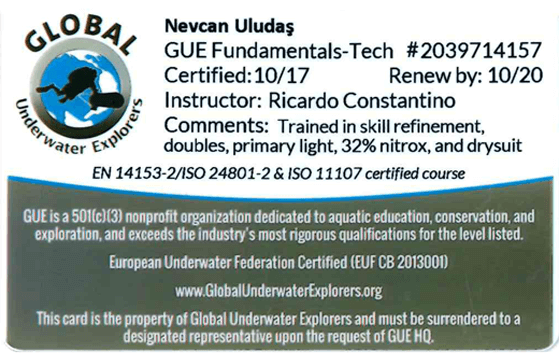 GLOBAL
Underwater Explorers
Nevcan Uludaş
GUE Fundamentals-Tech #2039714157
Certified: 10/17 Renew by: 10/20
Instructor: Ricardo Constantino
Comments: Trained in skill refinement,
doubles, primary light, 32% nitrox, and drysuit
EN 14153-2/ISO 24801-2 & ISO 11107 certified course
GUE is a 501(c)(3) nonprofit organization dedicated to aquatic education, conservation, and
exploration, and exceeds the industry's most rigorous qualifications for the level listed.
European Underwater Federation Certified (EUF CB 2013001)
www.GlobalUnderwaterExplorers.org
This card is the property of Global Underwater Explorers and must be surrendered to a
designated representative upon the request of GUE HQ.